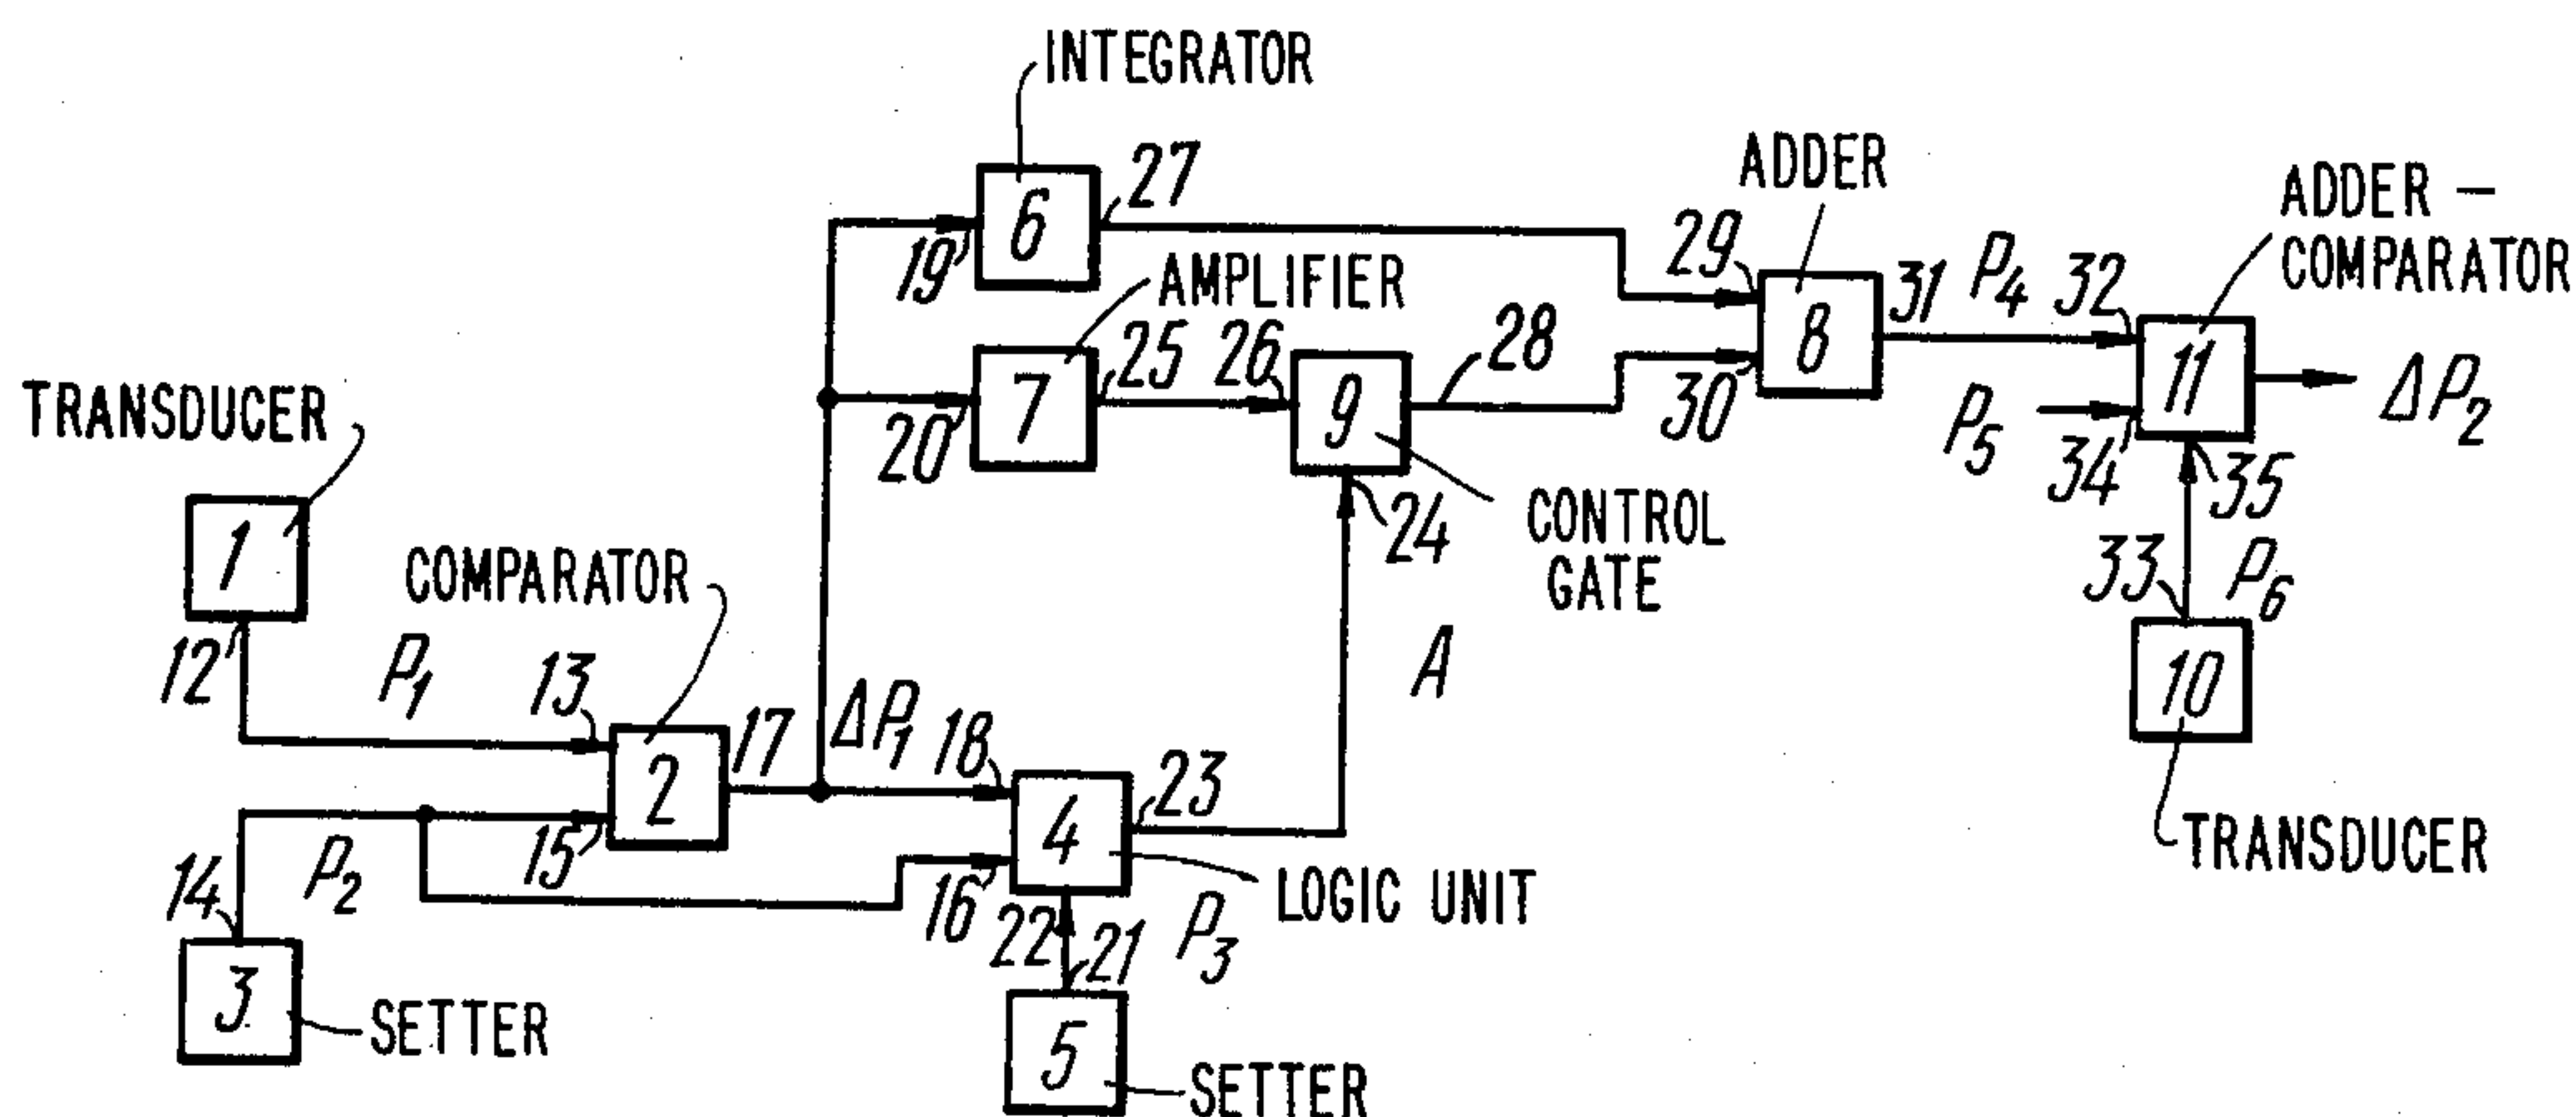 INTEGRATOR
6
27
19
ADDER
29
8
30
31
P4
32
ADDER —
COMPARATOR
11
P5
34
35
ΔP2
AMPLIFIER
7
25
26
20
9
28
24
CONTROL
GATE
TRANSDUCER
1
12
P1
13
COMPARATOR
2
17
ΔP1
18
15
P2
14
3
SETTER
4
16
23
A
LOGIC UNIT
22
21
P3
5
SETTER
33
P6
10
TRANSDUCER